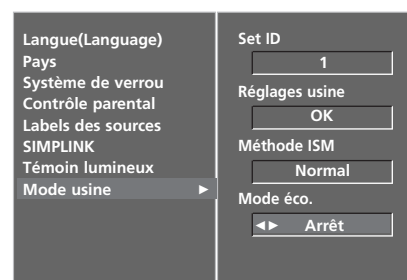 Langue(Language)
Pays
Système de verrou
Contrôle parental
Labels des sources
SIMPLINK
Témoin lumineux
Mode usine ►
Set ID
1
Réglages usine
OK
Méthode ISM
Normal
Mode éco.
◄► Arrêt